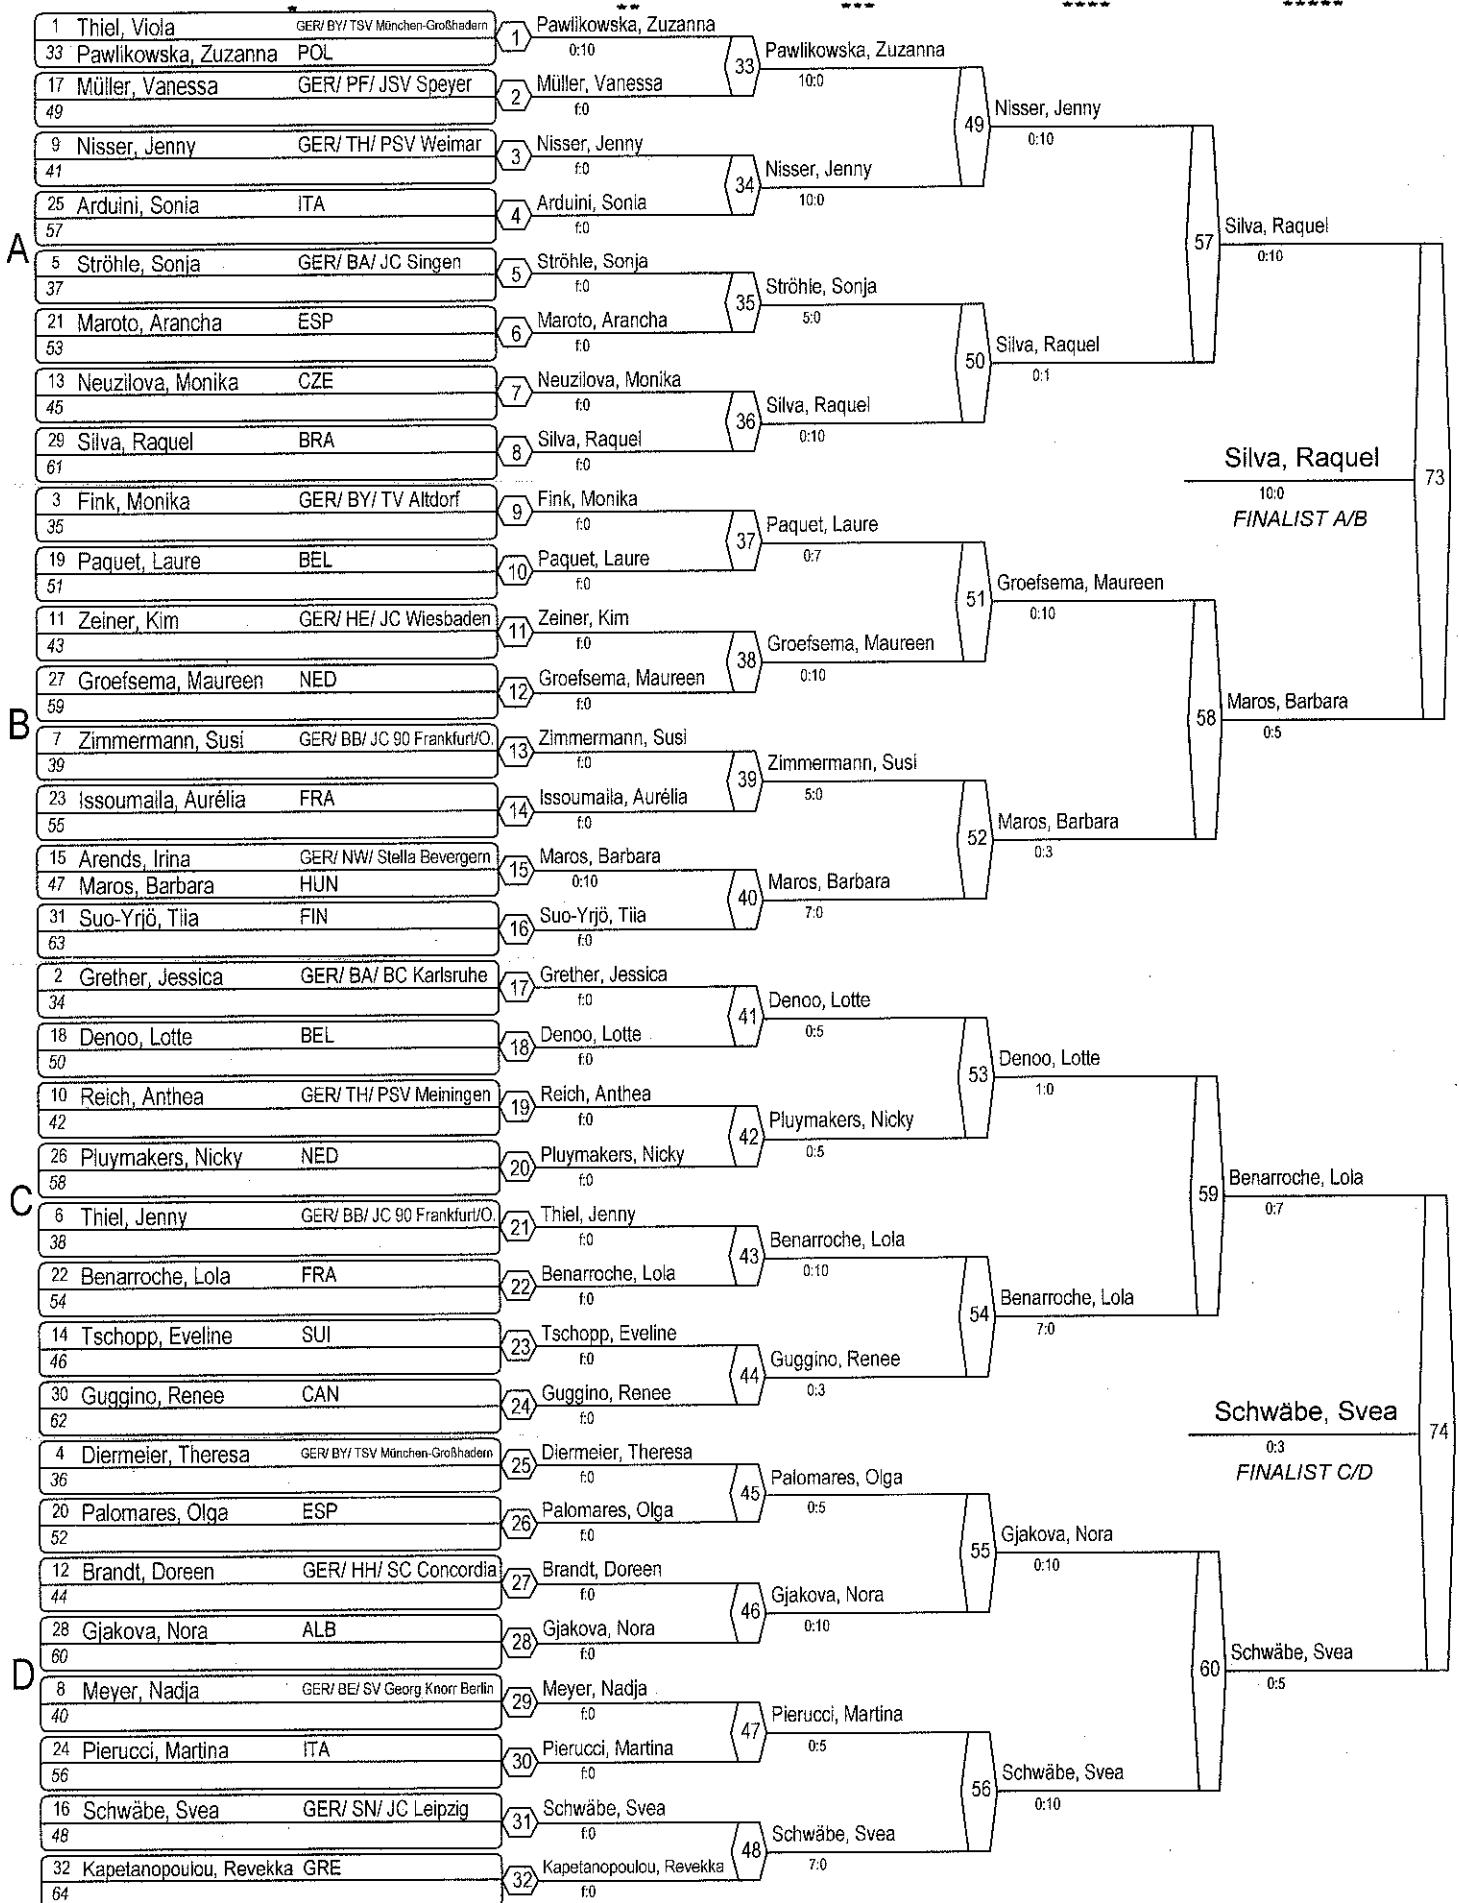 * ** *** **** *****
1 Thiel, Viola GER/ BY/ TSV München-Großhadern
33 Pawlikowska, Zuzanna POL
1 Pawlikowska, Zuzanna
0:10
17 Müller, Vanessa GER/ PF/ JSV Speyer
49
2 Müller, Vanessa
f:0
33 Pawlikowska, Zuzanna
10:0
9 Nisser, Jenny GER/ TH/ PSV Weimar
41
3 Nisser, Jenny
f:0
25 Arduini, Sonia ITA
57
4 Arduini, Sonia
f:0
34 Nisser, Jenny
10:0
49 Nisser, Jenny
0:10
A
5 Ströhle, Sonja GER/ BA/ JC Singen
37
5 Ströhle, Sonja
f:0
21 Maroto, Arancha ESP
53
6 Maroto, Arancha
f:0
35 Ströhle, Sonja
5:0
13 Neuzilova, Monika CZE
45
7 Neuzilova, Monika
f:0
29 Silva, Raquel BRA
61
8 Silva, Raquel
f:0
36 Silva, Raquel
0:10
50 Silva, Raquel
0:1
57 Silva, Raquel
0:10
3 Fink, Monika GER/ BY/ TV Altdorf
35
9 Fink, Monika
f:0
19 Paquet, Laure BEL
51
10 Paquet, Laure
f:0
37 Paquet, Laure
0:7
11 Zeiner, Kim GER/ HE/ JC Wiesbaden
43
11 Zeiner, Kim
f:0
27 Groefsema, Maureen NED
59
12 Groefsema, Maureen
f:0
38 Groefsema, Maureen
0:10
51 Groefsema, Maureen
0:10
B
7 Zimmermann, Susi GER/ BB/ JC 90 Frankfurt/O.
39
13 Zimmermann, Susi
f:0
23 Issoumaila, Aurélia FRA
55
14 Issoumaila, Aurélia
f:0
39 Zimmermann, Susi
5:0
15 Arends, Irina GER/ NW/ Stella Bevergern
47 Maros, Barbara HUN
15 Maros, Barbara
0:10
31 Suo-Yrjö, Tiia FIN
63
16 Suo-Yrjö, Tiia
f:0
40 Maros, Barbara
7:0
52 Maros, Barbara
0:3
58 Maros, Barbara
0:5
Silva, Raquel 73
10:0
FINALIST A/B
2 Grether, Jessica GER/ BA/ BC Karlsruhe
34
17 Grether, Jessica
f:0
18 Denoo, Lotte BEL
50
18 Denoo, Lotte
f:0
41 Denoo, Lotte
0:5
10 Reich, Anthea GER/ TH/ PSV Meiningen
42
19 Reich, Anthea
f:0
26 Pluymakers, Nicky NED
58
20 Pluymakers, Nicky
f:0
42 Pluymakers, Nicky
0:5
53 Denoo, Lotte
1:0
C
6 Thiel, Jenny GER/ BB/ JC 90 Frankfurt/O.
38
21 Thiel, Jenny
f:0
22 Benarroche, Lola FRA
54
22 Benarroche, Lola
f:0
43 Benarroche, Lola
0:10
14 Tschopp, Eveline SUI
46
23 Tschopp, Eveline
f:0
30 Guggino, Renee CAN
62
24 Guggino, Renee
f:0
44 Guggino, Renee
0:3
54 Benarroche, Lola
7:0
59 Benarroche, Lola
0:7
4 Diermeier, Theresa GER/ BY/ TSV München-Großhadern
36
25 Diermeier, Theresa
f:0
20 Palomares, Olga ESP
52
26 Palomares, Olga
f:0
45 Palomares, Olga
0:5
12 Brandt, Doreen GER/ HH/ SC Concordia
44
27 Brandt, Doreen
f:0
28 Gjakova, Nora ALB
60
28 Gjakova, Nora
f:0
46 Gjakova, Nora
0:10
55 Gjakova, Nora
0:10
D
8 Meyer, Nadja GER/ BE/ SV Georg Knorr Berlin
40
29 Meyer, Nadja
f:0
24 Pierucci, Martina ITA
56
30 Pierucci, Martina
f:0
47 Pierucci, Martina
0:5
16 Schwäbe, Svea GER/ SN/ JC Leipzig
48
31 Schwäbe, Svea
f:0
32 Kapetanopoulou, Revekka GRE
64
32 Kapetanopoulou, Revekka
f:0
48 Schwäbe, Svea
7:0
56 Schwäbe, Svea
0:10
60 Schwäbe, Svea
0:5
Schwäbe, Svea 74
0:3
FINALIST C/D